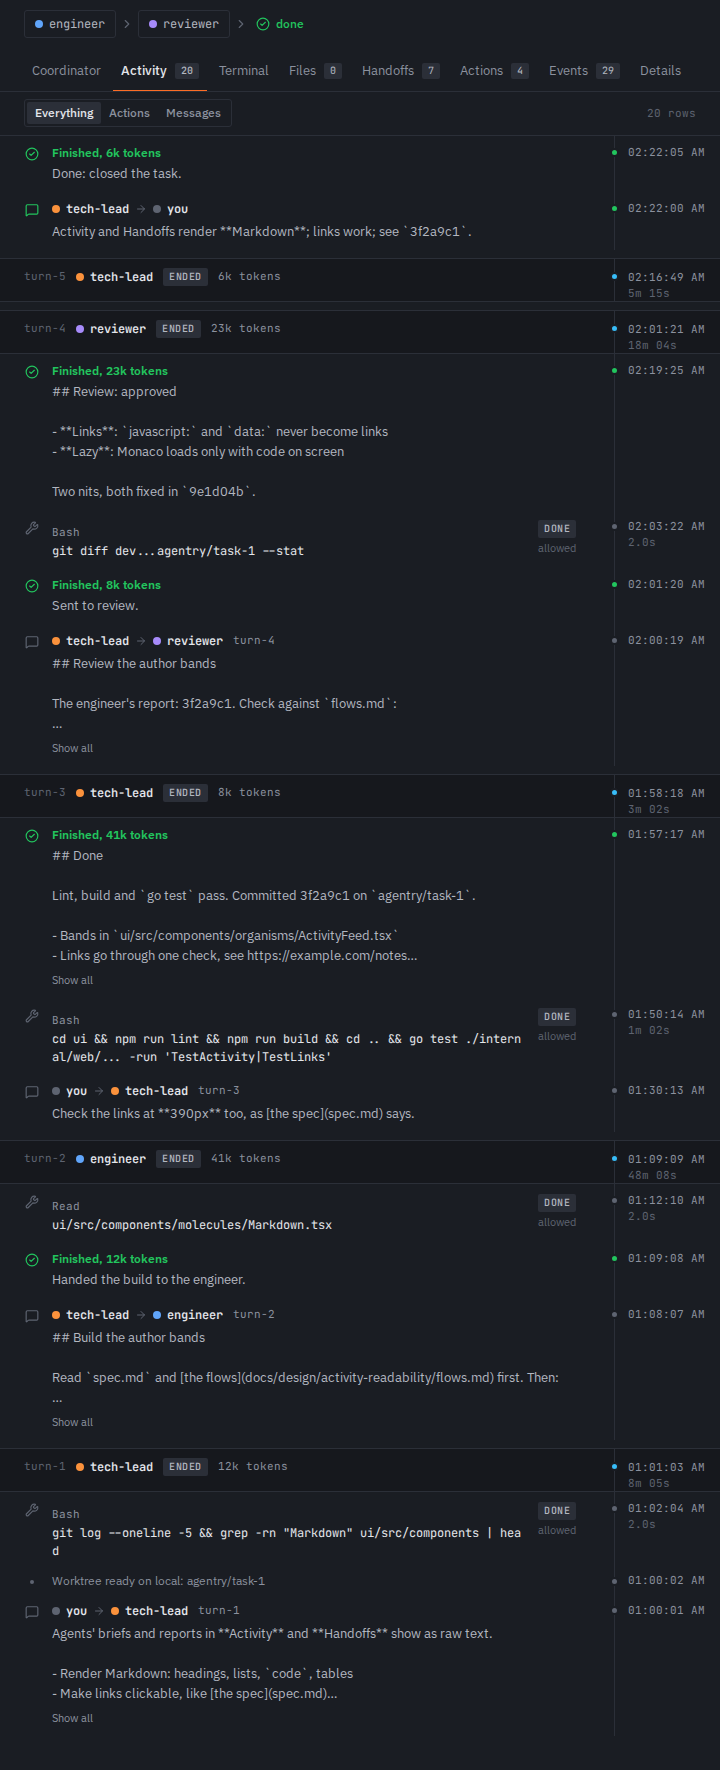 engineer > reviewer > done
Coordinator Activity 20 Terminal Files 0 Handoffs 7 Actions 4 Events 29 Details
Everything Actions Messages 20 rows
Finished, 6k tokens 02:22:05 AM
Done: closed the task.
tech-lead → you 02:22:00 AM
Activity and Handoffs render **Markdown**; links work; see `3f2a9c1`.
turn-5 tech-lead ENDED 6k tokens 02:16:49 AM
5m 15s
turn-4 reviewer ENDED 23k tokens 02:01:21 AM
18m 04s
Finished, 23k tokens 02:19:25 AM
## Review: approved
- **Links**: `javascript:` and `data:` never become links
- **Lazy**: Monaco loads only with code on screen
Two nits, both fixed in `9e1d04b`.
Bash DONE 02:03:22 AM
git diff dev...agentry/task-1 --stat allowed 2.0s
Finished, 8k tokens 02:01:20 AM
Sent to review.
tech-lead → reviewer turn-4 02:00:19 AM
## Review the author bands
The engineer's report: 3f2a9c1. Check against `flows.md`:
…
Show all
turn-3 tech-lead ENDED 8k tokens 01:58:18 AM
3m 02s
Finished, 41k tokens 01:57:17 AM
## Done
Lint, build and `go test` pass. Committed 3f2a9c1 on `agentry/task-1`.
- Bands in `ui/src/components/organisms/ActivityFeed.tsx`
- Links go through one check, see https://example.com/notes…
Show all
Bash DONE 01:50:14 AM
cd ui && npm run lint && npm run build && cd .. && go test ./intern allowed 1m 02s
al/web/... -run 'TestActivity|TestLinks'
you → tech-lead turn-3 01:30:13 AM
Check the links at **390px** too, as [the spec](spec.md) says.
turn-2 engineer ENDED 41k tokens 01:09:09 AM
48m 08s
Read DONE 01:12:10 AM
ui/src/components/molecules/Markdown.tsx allowed 2.0s
Finished, 12k tokens 01:09:08 AM
Handed the build to the engineer.
tech-lead → engineer turn-2 01:08:07 AM
## Build the author bands
Read `spec.md` and [the flows](docs/design/activity-readability/flows.md) first. Then:
…
Show all
turn-1 tech-lead ENDED 12k tokens 01:01:03 AM
8m 05s
Bash DONE 01:02:04 AM
git log --oneline -5 && grep -rn "Markdown" ui/src/components | hea allowed 2.0s
d
Worktree ready on local: agentry/task-1 01:00:02 AM
you → tech-lead turn-1 01:00:01 AM
Agents' briefs and reports in **Activity** and **Handoffs** show as raw text.
- Render Markdown: headings, lists, `code`, tables
- Make links clickable, like [the spec](spec.md)…
Show all